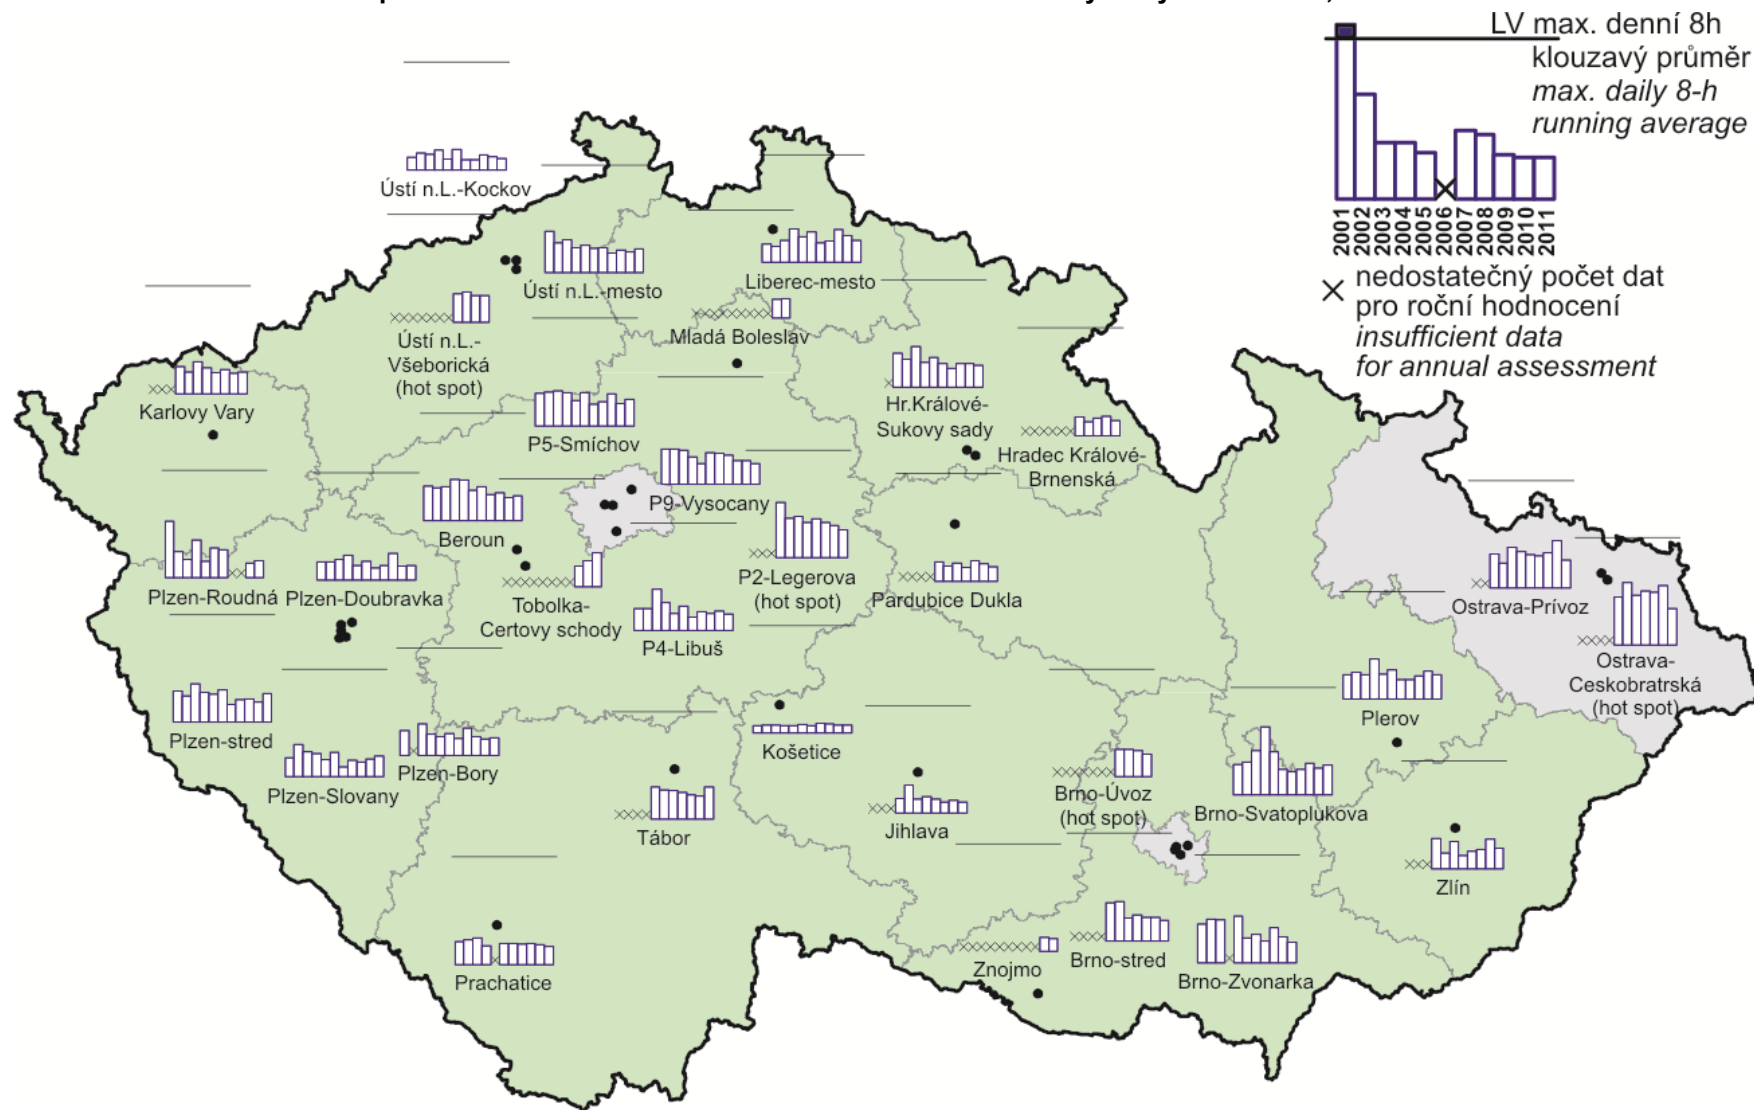 LV max. denní 8h
klouzavý průměr
max. daily 8-h
running average
2001
2002
2003
2004
2005
2006
2007
2008
2009
2010
2011
nedostatečný počet dat
pro roční hodnocení
insufficient data
for annual assessment
Ústí n.L.-Kockov
Ústí n.L.-mesto
Liberec-mesto
Ústí n.L.-
Všeborická
(hot spot)
Mladá Boleslav
Karlovy Vary
P5-Smíchov
Hr.Králové-
Sukovy sady
Hradec Králové-
Brnenská
P9-Vysocany
Beroun
P2-Legerova
(hot spot)
Plzen-Roudná
Plzen-Doubravka
Tobolka-
Certovy schody
P4-Libuš
Pardubice Dukla
Ostrava-Prívoz
Ostrava-
Ceskobratrská
(hot spot)
Plerov
Plzen-stred
Plzen-Bory
Plzen-Slovany
Košetice
Tábor
Jihlava
Brno-Úvoz
(hot spot)
Brno-Svatoplukova
Zlín
Prachatice
Znojmo
Brno-stred
Brno-Zvonarka